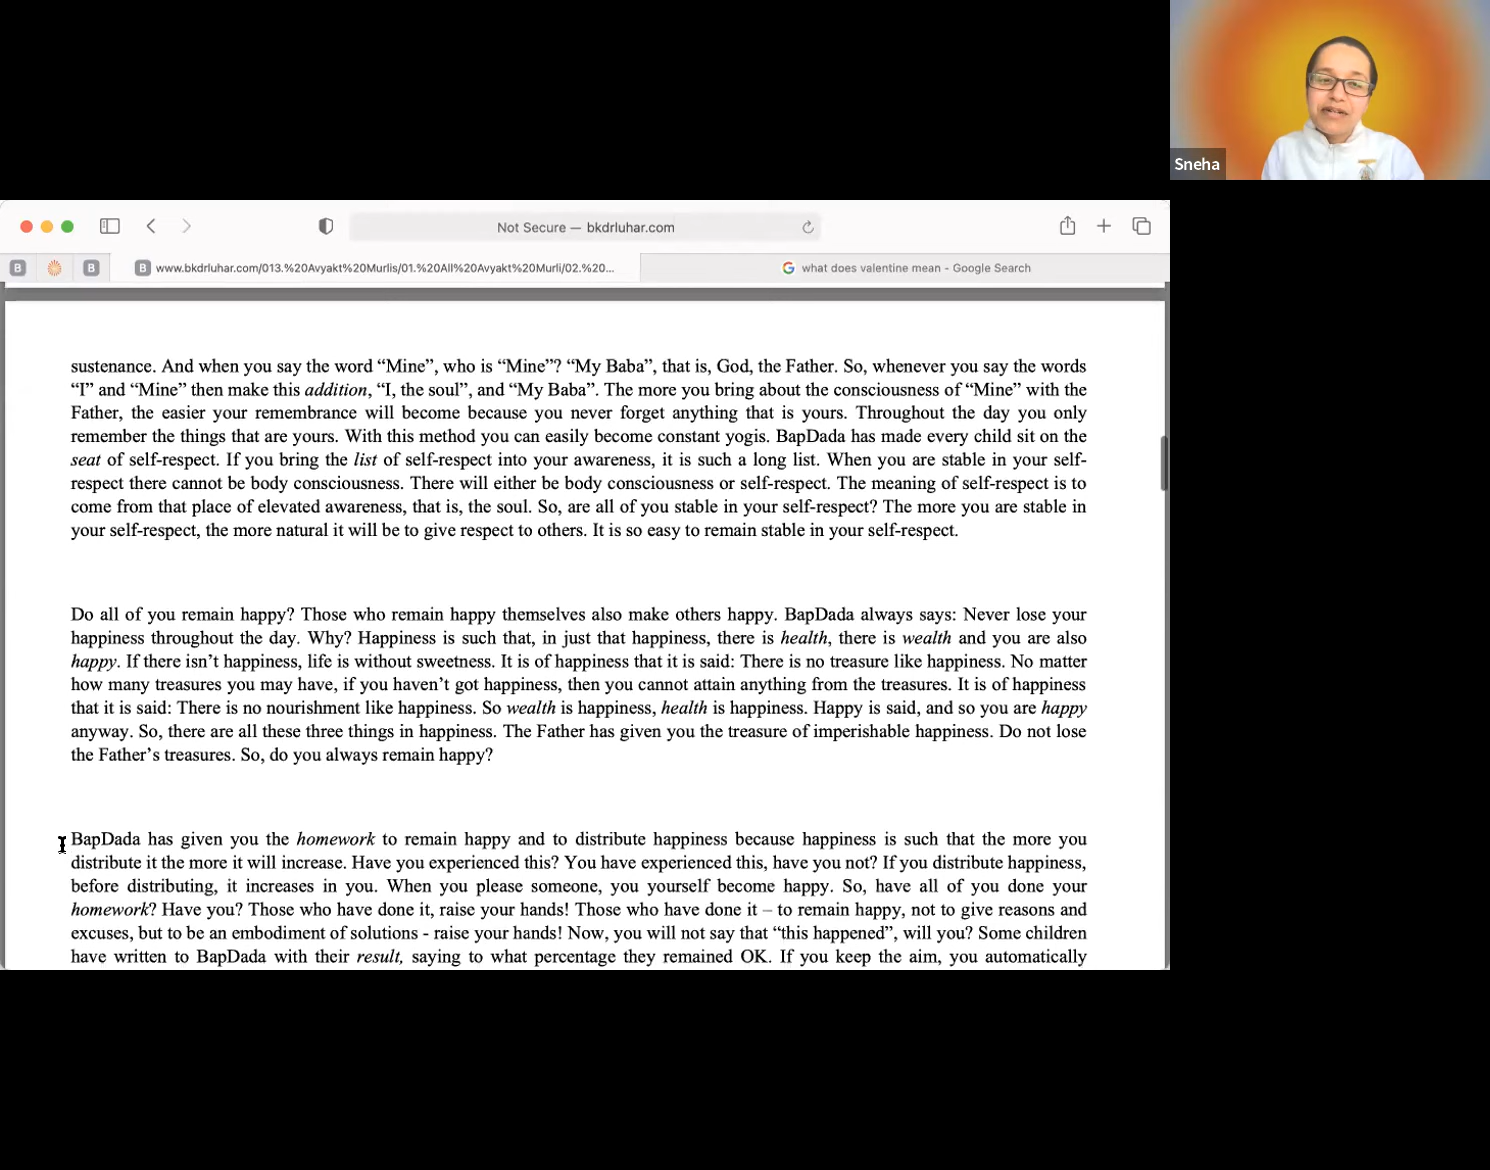 Sneha
Not Secure — bkdrluhar.com
B
B
B www.bkdrluhar.com/013.%20Avyakt%20Murlis/01.%20All%20Avyakt%20Murli/02.%20...
G what does valentine mean - Google Search
sustenance. And when you say the word “Mine”, who is “Mine”? “My Baba”, that is, God, the Father. So, whenever you say the words
“I” and “Mine” then make this addition, “I, the soul”, and “My Baba”. The more you bring about the consciousness of “Mine” with the
Father, the easier your remembrance will become because you never forget anything that is yours. Throughout the day you only
remember the things that are yours. With this method you can easily become constant yogis. BapDada has made every child sit on the
seat of self-respect. If you bring the list of self-respect into your awareness, it is such a long list. When you are stable in your self-
respect there cannot be body consciousness. There will either be body consciousness or self-respect. The meaning of self-respect is to
come from that place of elevated awareness, that is, the soul. So, are all of you stable in your self-respect? The more you are stable in
your self-respect, the more natural it will be to give respect to others. It is so easy to remain stable in your self-respect.
Do all of you remain happy? Those who remain happy themselves also make others happy. BapDada always says: Never lose your
happiness throughout the day. Why? Happiness is such that, in just that happiness, there is health, there is wealth and you are also
happy. If there isn’t happiness, life is without sweetness. It is of happiness that it is said: There is no treasure like happiness. No matter
how many treasures you may have, if you haven’t got happiness, then you cannot attain anything from the treasures. It is of happiness
that it is said: There is no nourishment like happiness. So wealth is happiness, health is happiness. Happy is said, and so you are happy
anyway. So, there are all these three things in happiness. The Father has given you the treasure of imperishable happiness. Do not lose
the Father’s treasures. So, do you always remain happy?
BapDada has given you the homework to remain happy and to distribute happiness because happiness is such that the more you
distribute it the more it will increase. Have you experienced this? You have experienced this, have you not? If you distribute happiness,
before distributing, it increases in you. When you please someone, you yourself become happy. So, have all of you done your
homework? Have you? Those who have done it, raise your hands! Those who have done it – to remain happy, not to give reasons and
excuses, but to be an embodiment of solutions - raise your hands! Now, you will not say that “this happened”, will you? Some children
have written to BapDada with their result, saying to what percentage they remained OK. If you keep the aim, you automatically